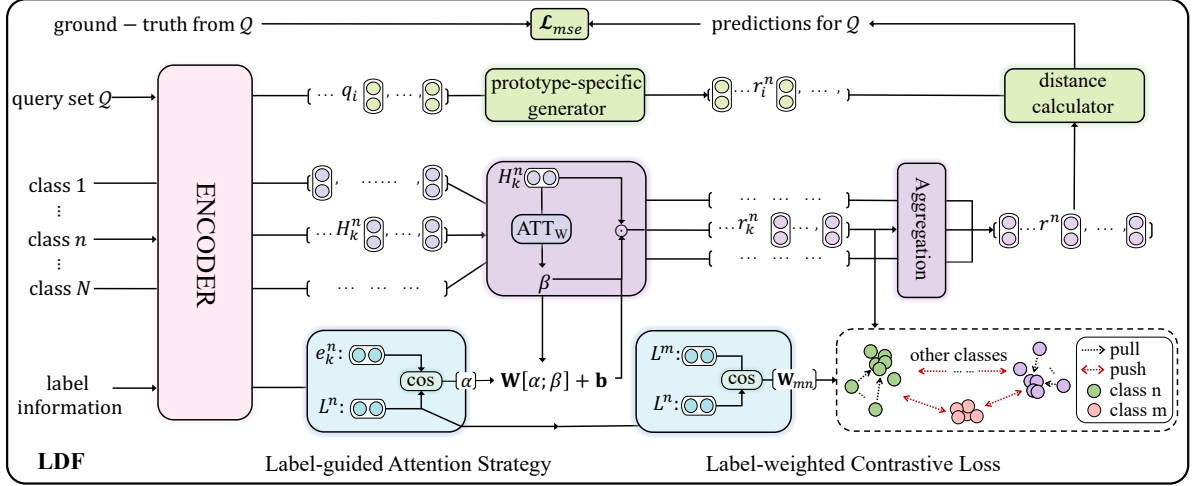 ground − truth from 𝒬
ℒ_mse
predictions for 𝒬
query set 𝒬
{ ⋯ q_i , ⋯ , }
prototype-specific
generator
{ ⋯ r_i^n , ⋯ , }
distance
calculator
ENCODER
class 1
⋮
class n
⋮
class N
{ , ⋯⋯ , }
{ ⋯ H_k^n , ⋯ , }
{ ⋯ ⋯ ⋯ }
H_k^n
ATT_W
β
⊙
{ ⋯ ⋯ ⋯ }
{ ⋯ r_k^n , ⋯ , }
{ ⋯ ⋯ ⋯ }
Aggregation
{ ⋯ r^n , ⋯ , }
label
information
e_k^n:
L^n:
cos
{α}
W[α; β] + b
L^m:
L^n:
cos
{W_mn}
other classes
⋯ ⋯
pull
push
class n
class m
LDF
Label-guided Attention Strategy
Label-weighted Contrastive Loss